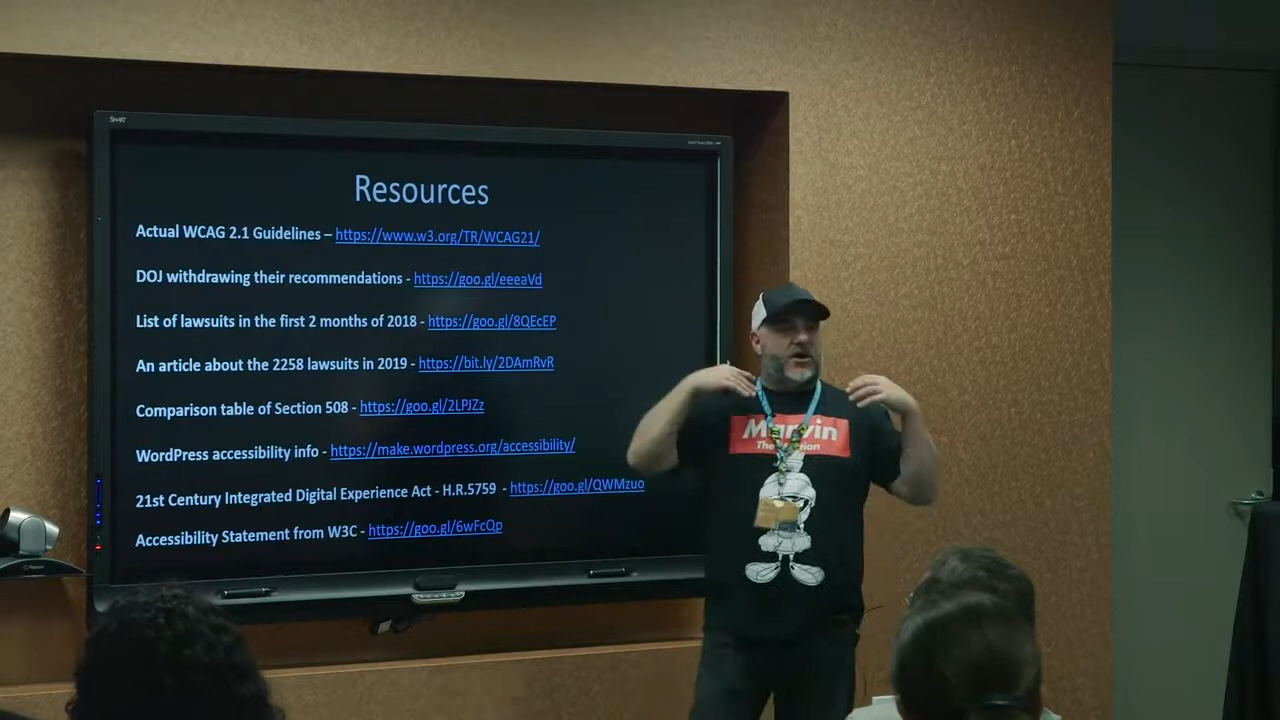 SMART
Resources
Actual WCAG 2.1 Guidelines – https://www.w3.org/TR/WCAG21/
DOJ withdrawing their recommendations - https://goo.gl/eeeaVd
List of lawsuits in the first 2 months of 2018 - https://goo.gl/8QEcEP
An article about the 2258 lawsuits in 2019 - https://bit.ly/2DAmRvR
Comparison table of Section 508 - https://goo.gl/2LPJZz
WordPress accessibility info - https://make.wordpress.org/accessibility/
21st Century Integrated Digital Experience Act - H.R.5759 - https://goo.gl/QWMzuo
Accessibility Statement from W3C - https://goo.gl/6wFcQp
Marvin
The